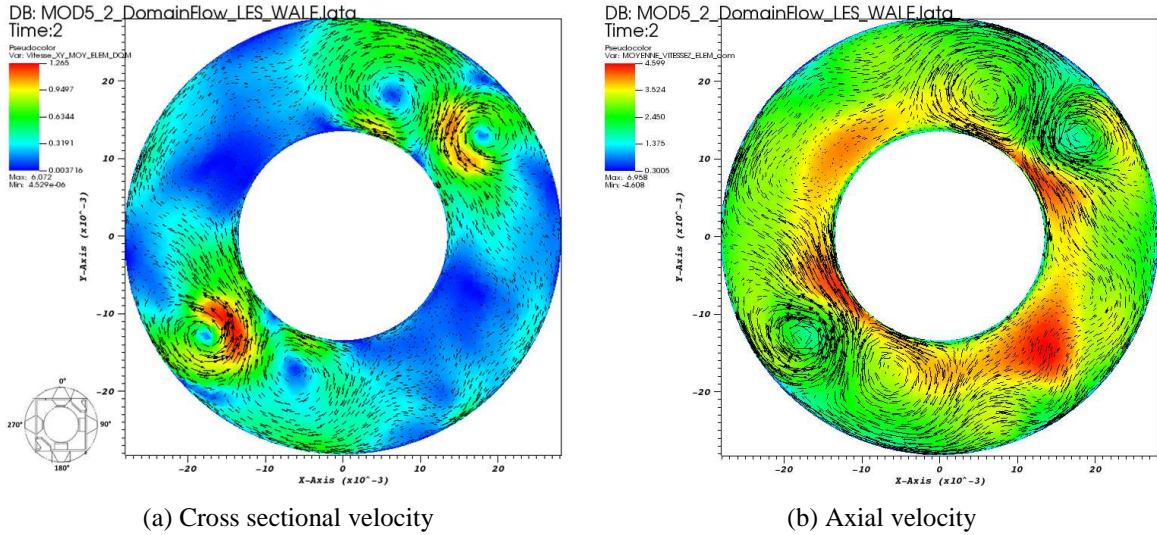 DB: MOD5_2_DomainFlow_LES_WALE.lata
Time:2
Pseudocolor
Var: Vitesse_XY_MOY_ELEM_DOM
1.265
0.9497
0.6344
0.3191
0.003716
Max: 6.072
Min: 4.529e-06
Y-Axis (x10^-3)
20
10
0
-10
-20
-20
-10
0
10
20
X-Axis (x10^-3)
0°
270°
90°
180°
(a) Cross sectional velocity
DB: MOD5_2_DomainFlow_LES_WALE.lata
Time:2
Pseudocolor
Var: MOYENNE_VITESSEZ_ELEM_dom
4.599
3.524
2.450
1.375
0.3005
Max: 6.958
Min: -4.608
Y-Axis (x10^-3)
20
10
0
-10
-20
-20
-10
0
10
20
X-Axis (x10^-3)
(b) Axial velocity